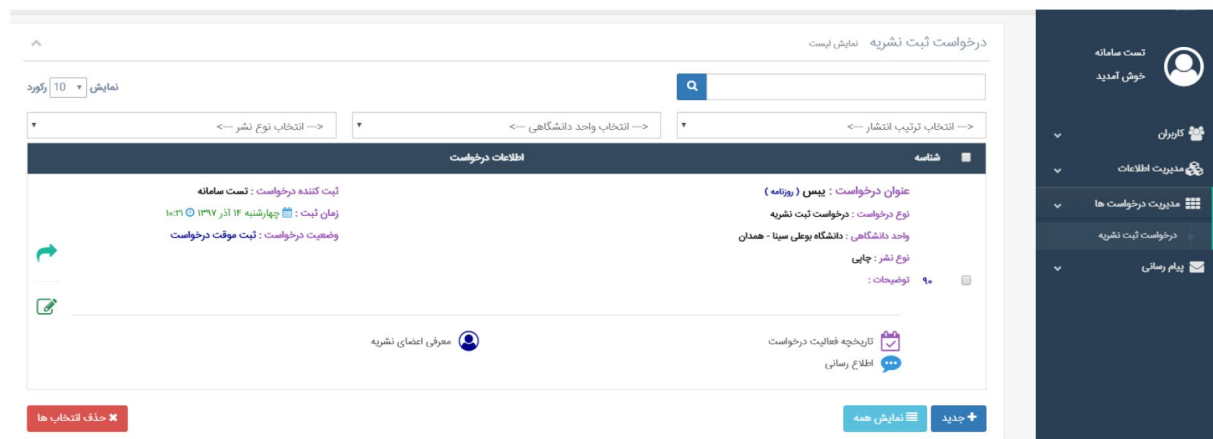 تست سامانه
خوش آمدید
کاربران
مدیریت اطلاعات
مدیریت درخواست ها
درخواست ثبت نشریه
پیام رسانی
درخواست ثبت نشریه نمایش لیست
نمایش 10 رکورد
<--- انتخاب ترتیب انتشار --->
<--- انتخاب واحد دانشگاهی --->
<--- انتخاب نوع نشر --->
شناسه اطلاعات درخواست
عنوان درخواست : بیس ( روزنامه )
ثبت کننده درخواست : تست سامانه
نوع درخواست : درخواست ثبت نشریه
زمان ثبت : چهارشنبه ۱۴ آذر ۱۳۹۷ ۱۰:۲۱
واحد دانشگاهی : دانشگاه بوعلی سینا - همدان
وضعیت درخواست : ثبت موقت درخواست
نوع نشر : چاپی
۹۰ توضیحات :
تاریخچه فعالیت درخواست
معرفی اعضای نشریه
اطلاع رسانی
جدید
نمایش همه
حذف انتخاب ها